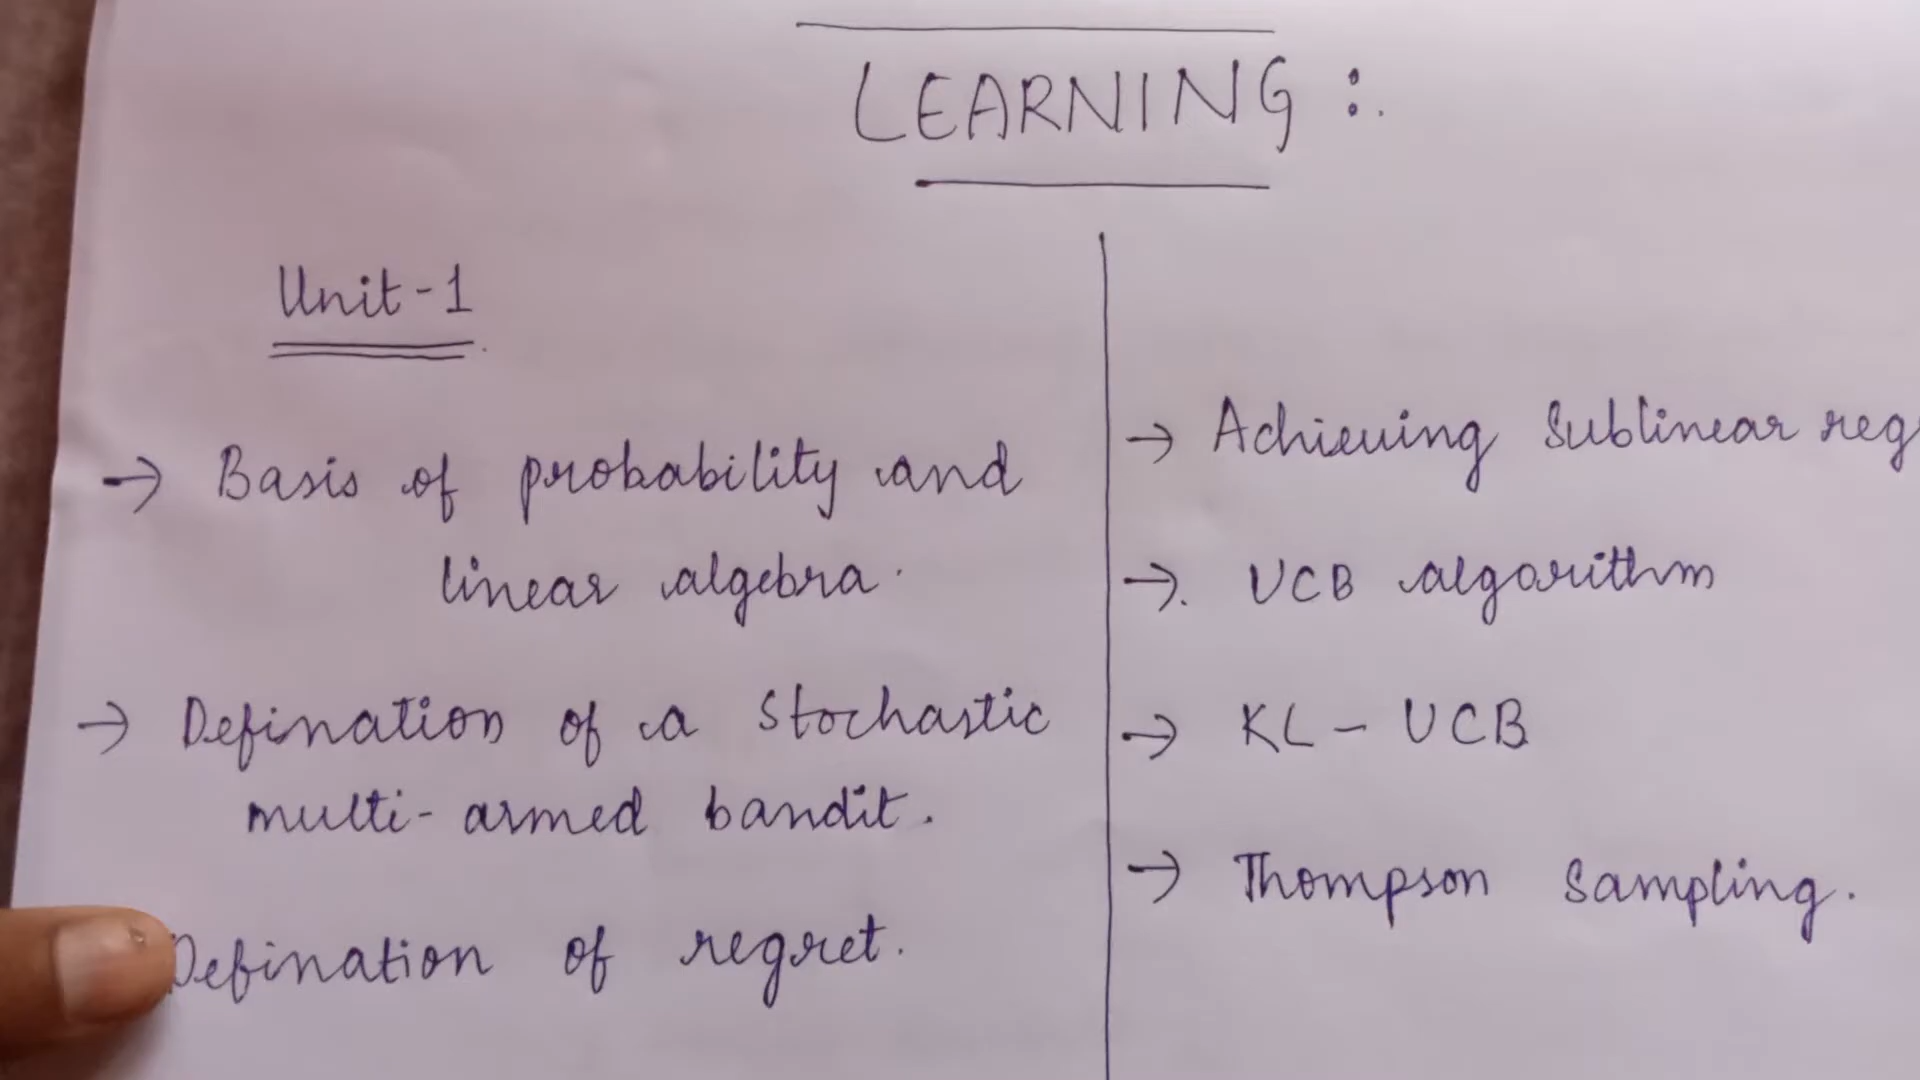 LEARNING :
Unit-1
→ Basis of probability and
linear algebra.
→ Defination of a Stochastic
multi-armed bandit.
Defination of regret.
→ Achieving Sublinear reg
→. UCB algorithm
→ KL - UCB
→ Thompson Sampling.